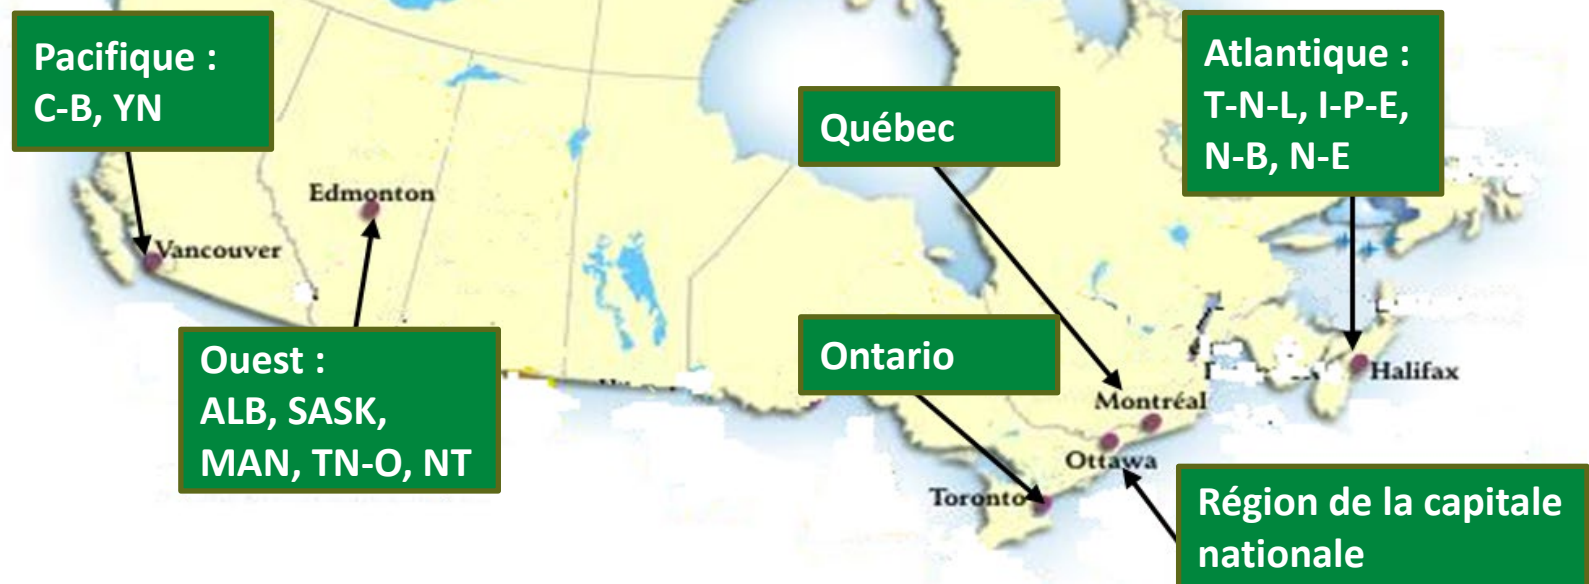 Pacifique :
C-B, YN
Atlantique :
T-N-L, I-P-E,
N-B, N-E
Québec
Edmonton
Vancouver
Ouest :
ALB, SASK,
MAN, TN-O, NT
Ontario
Halifax
Montréal
Ottawa
Toronto
Région de la capitale
nationale